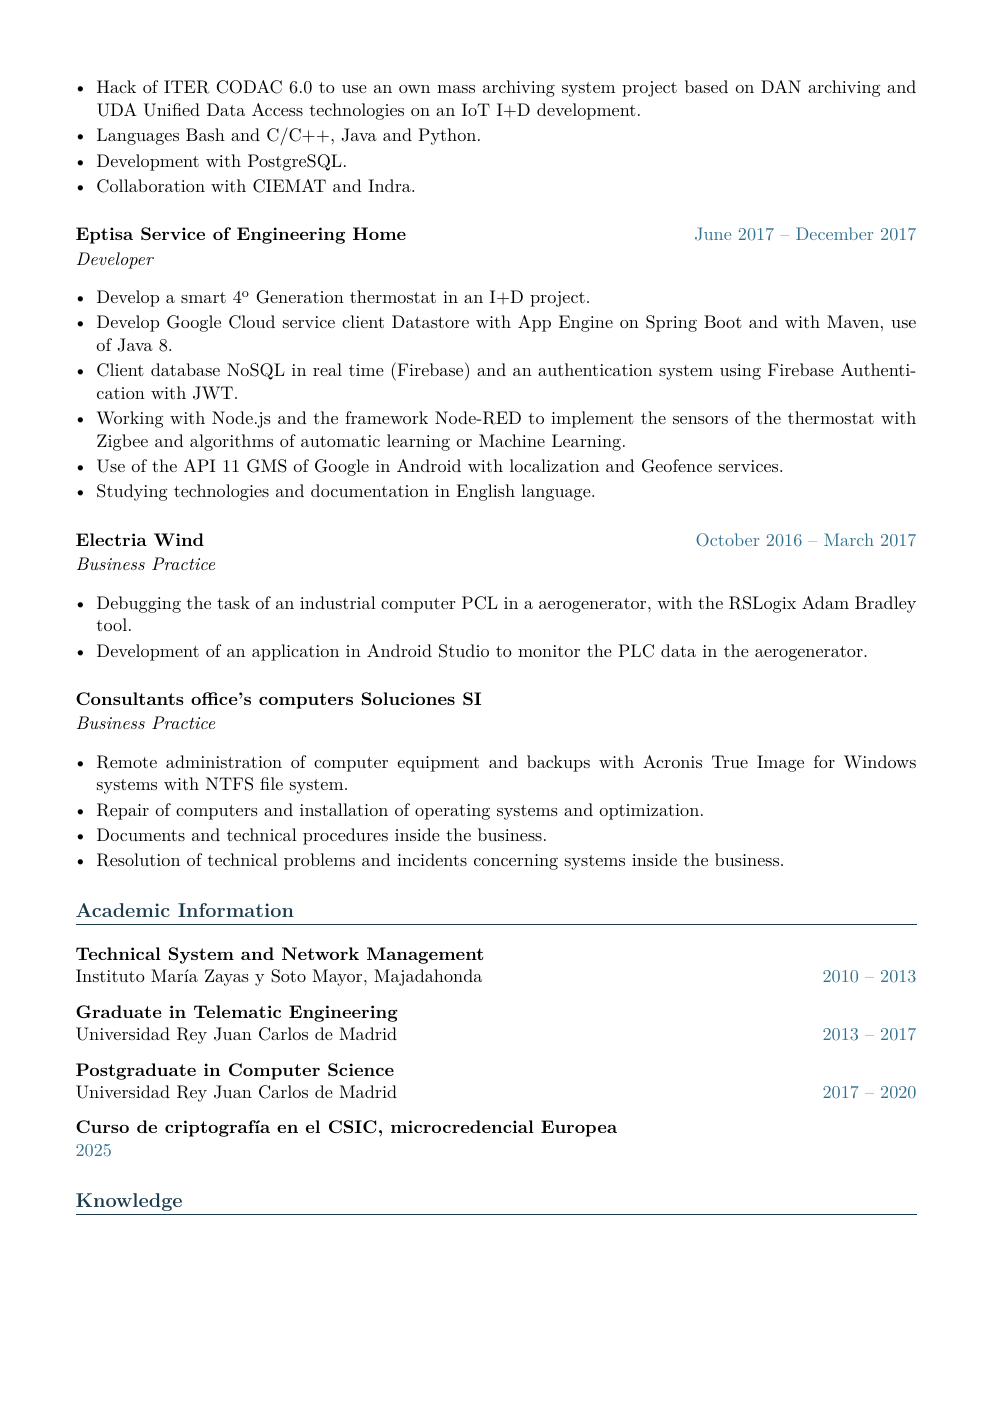 • Hack of ITER CODAC 6.0 to use an own mass archiving system project based on DAN archiving and
UDA Unified Data Access technologies on an IoT I+D development.
• Languages Bash and C/C++, Java and Python.
• Development with PostgreSQL.
• Collaboration with CIEMAT and Indra.
Eptisa Service of Engineering Home June 2017 – December 2017
Developer
• Develop a smart 4º Generation thermostat in an I+D project.
• Develop Google Cloud service client Datastore with App Engine on Spring Boot and with Maven, use
of Java 8.
• Client database NoSQL in real time (Firebase) and an authentication system using Firebase Authenti-
cation with JWT.
• Working with Node.js and the framework Node-RED to implement the sensors of the thermostat with
Zigbee and algorithms of automatic learning or Machine Learning.
• Use of the API 11 GMS of Google in Android with localization and Geofence services.
• Studying technologies and documentation in English language.
Electria Wind October 2016 – March 2017
Business Practice
• Debugging the task of an industrial computer PCL in a aerogenerator, with the RSLogix Adam Bradley
tool.
• Development of an application in Android Studio to monitor the PLC data in the aerogenerator.
Consultants office's computers Soluciones SI
Business Practice
• Remote administration of computer equipment and backups with Acronis True Image for Windows
systems with NTFS file system.
• Repair of computers and installation of operating systems and optimization.
• Documents and technical procedures inside the business.
• Resolution of technical problems and incidents concerning systems inside the business.
Academic Information
Technical System and Network Management
Instituto María Zayas y Soto Mayor, Majadahonda 2010 – 2013
Graduate in Telematic Engineering
Universidad Rey Juan Carlos de Madrid 2013 – 2017
Postgraduate in Computer Science
Universidad Rey Juan Carlos de Madrid 2017 – 2020
Curso de criptografía en el CSIC, microcredencial Europea
2025
Knowledge